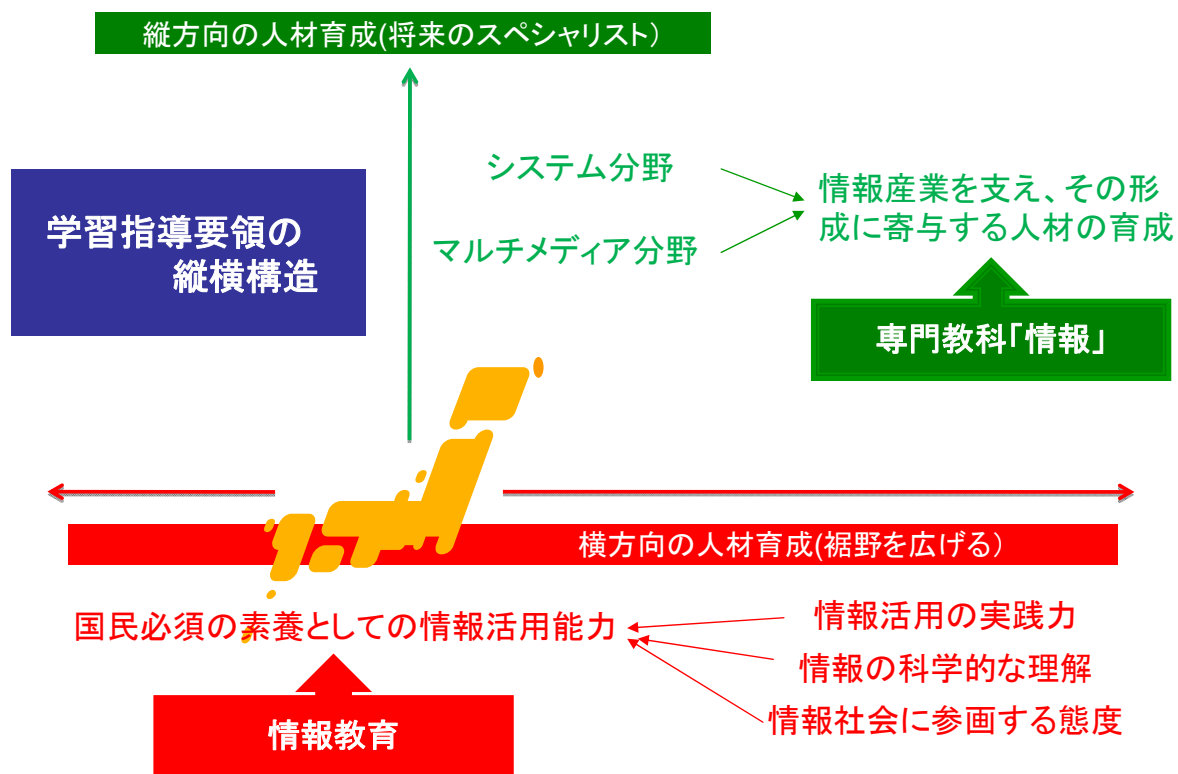 縦方向の人材育成(将来のスペシャリスト）
学習指導要領の
縦横構造
システム分野
マルチメディア分野
情報産業を支え、その形
成に寄与する人材の育成
専門教科「情報」
横方向の人材育成(裾野を広げる）
国民必須の素養としての情報活用能力
情報活用の実践力
情報の科学的な理解
情報社会に参画する態度
情報教育